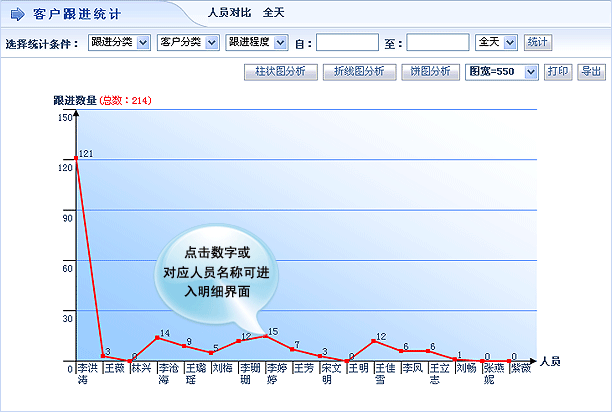 客户跟进统计 人员对比 全天
选择统计条件： 跟进分类 客户分类 跟进程度 自： 至： 全天 统计
柱状图分析 折线图分析 饼图分析 图宽=550 打印 导出
跟进数量 (总数：214)
150
120
90
60
30
0
121
3
0
14
9
5
12
15
7
3
0
12
6
6
1
0
0
点击数字或
对应人员名称可进
入明细界面
人员
李洪涛
王薇
林兴
李沧海
王璐瑶
刘梅
李珊珊
李婷婷
王芳
宋文明
王明
王佳雪
李凤
王立志
刘畅
张燕妮
紫薇